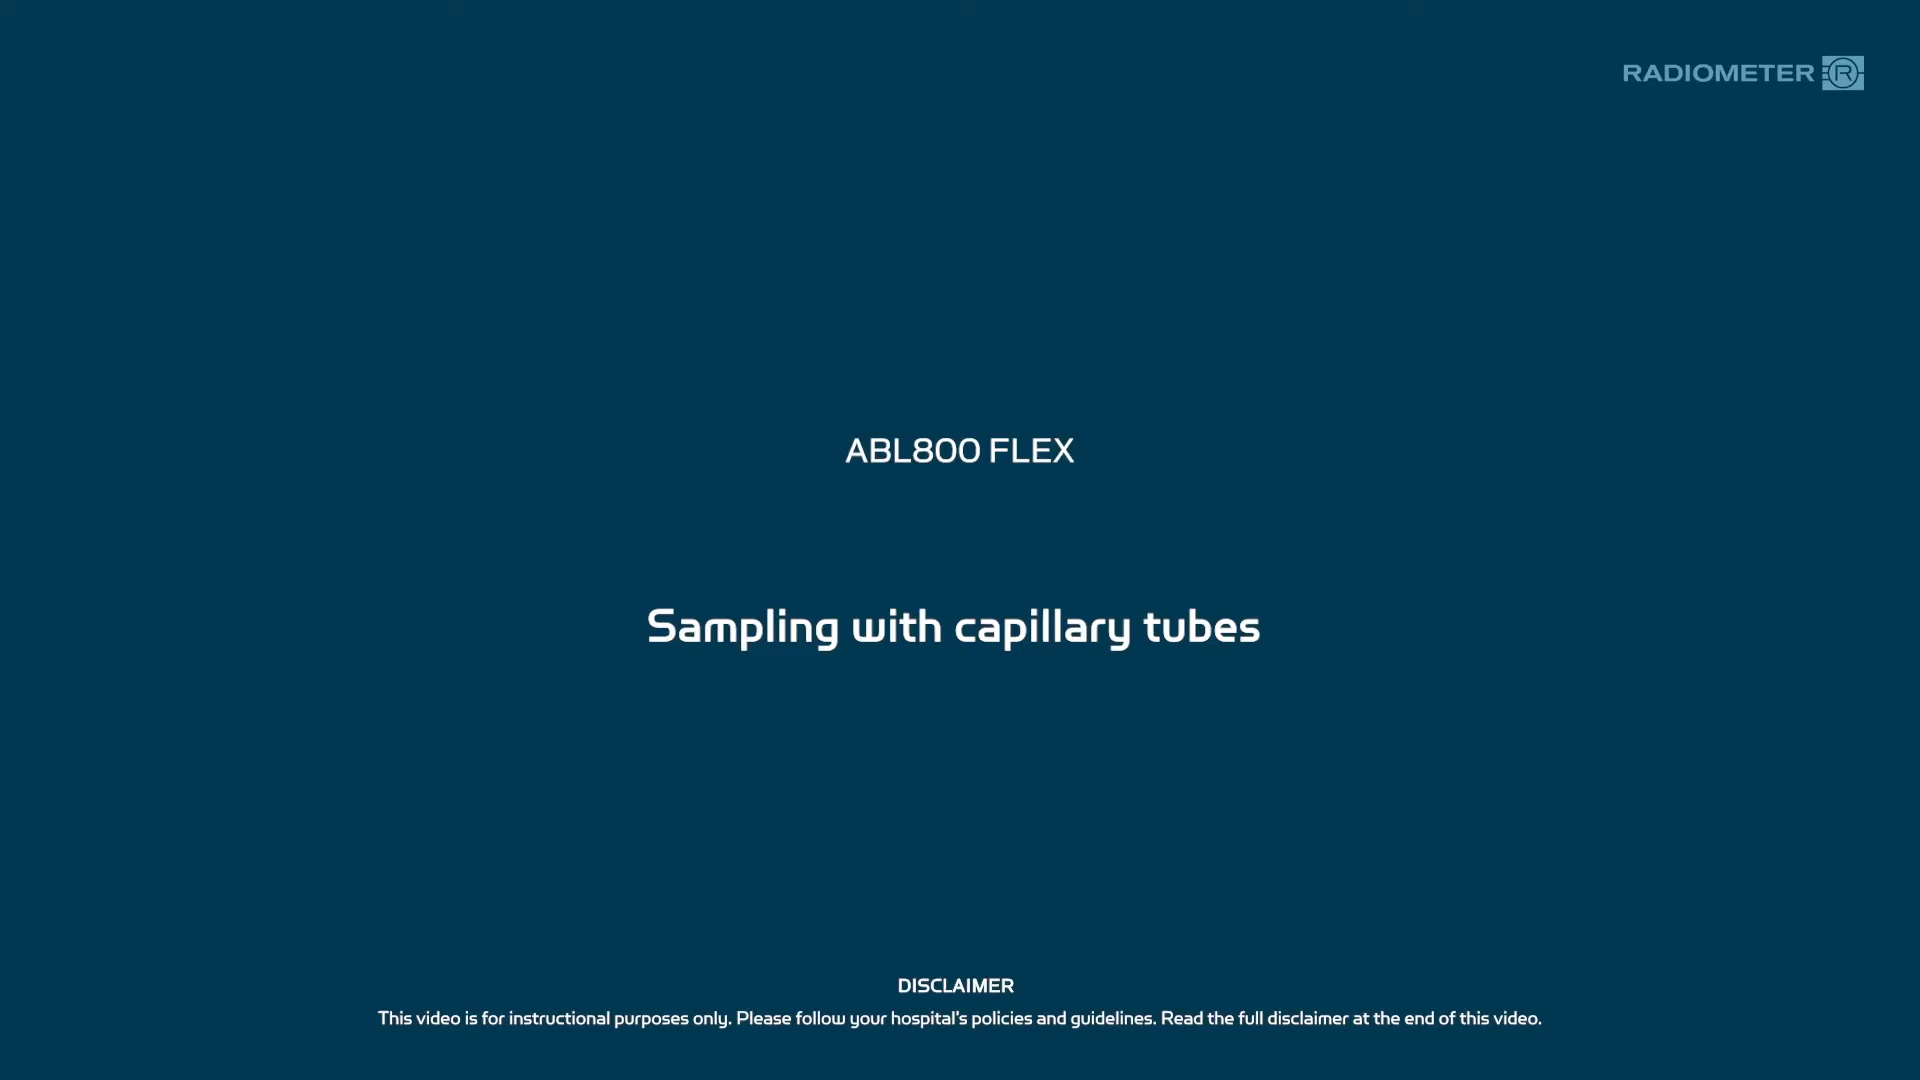 RADIOMETER
ABL800 FLEX
Sampling with capillary tubes
DISCLAIMER
This video is for instructional purposes only. Please follow your hospital's policies and guidelines. Read the full disclaimer at the end of this video.